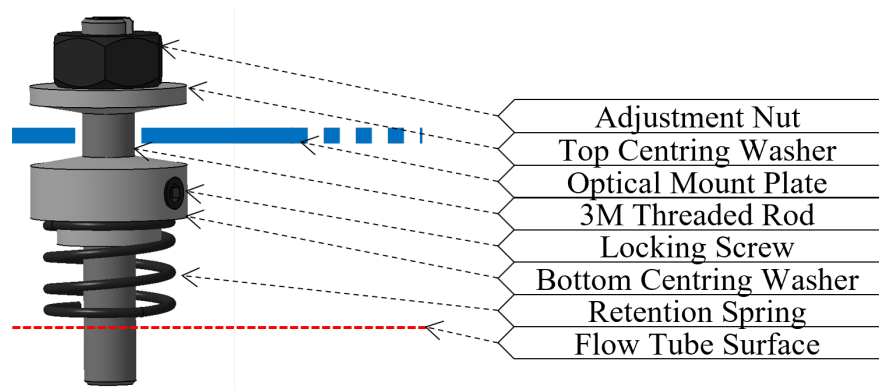 Adjustment Nut
Top Centring Washer
Optical Mount Plate
3M Threaded Rod
Locking Screw
Bottom Centring Washer
Retention Spring
Flow Tube Surface